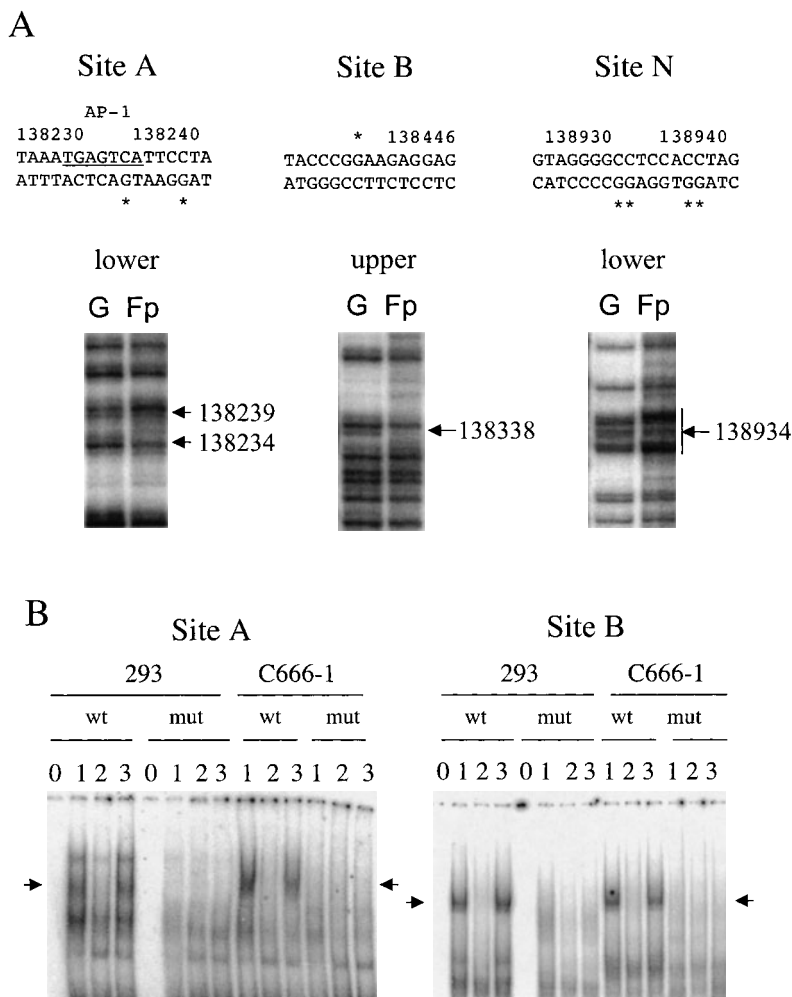 A
Site A
Site B
Site N
AP-1
138230 138240
TAAATGAGTCATTCCTA
ATTTACTCAGTAAGGAT
* *
* 138446
TACCCGGAAGAGGAG
ATGGGCCTTCTCCTC
138930 138940
GTAGGGGCCTCCACCTAG
CATCCCCGGAGGTGGATC
** **
lower
upper
lower
G Fp
G Fp
G Fp
138239
138234
138338
138934
B
Site A
Site B
293 C666-1
293 C666-1
wt mut wt mut
wt mut wt mut
0 1 2 3 0 1 2 3 1 2 3 1 2 3
0 1 2 3 0 1 2 3 1 2 3 1 2 3